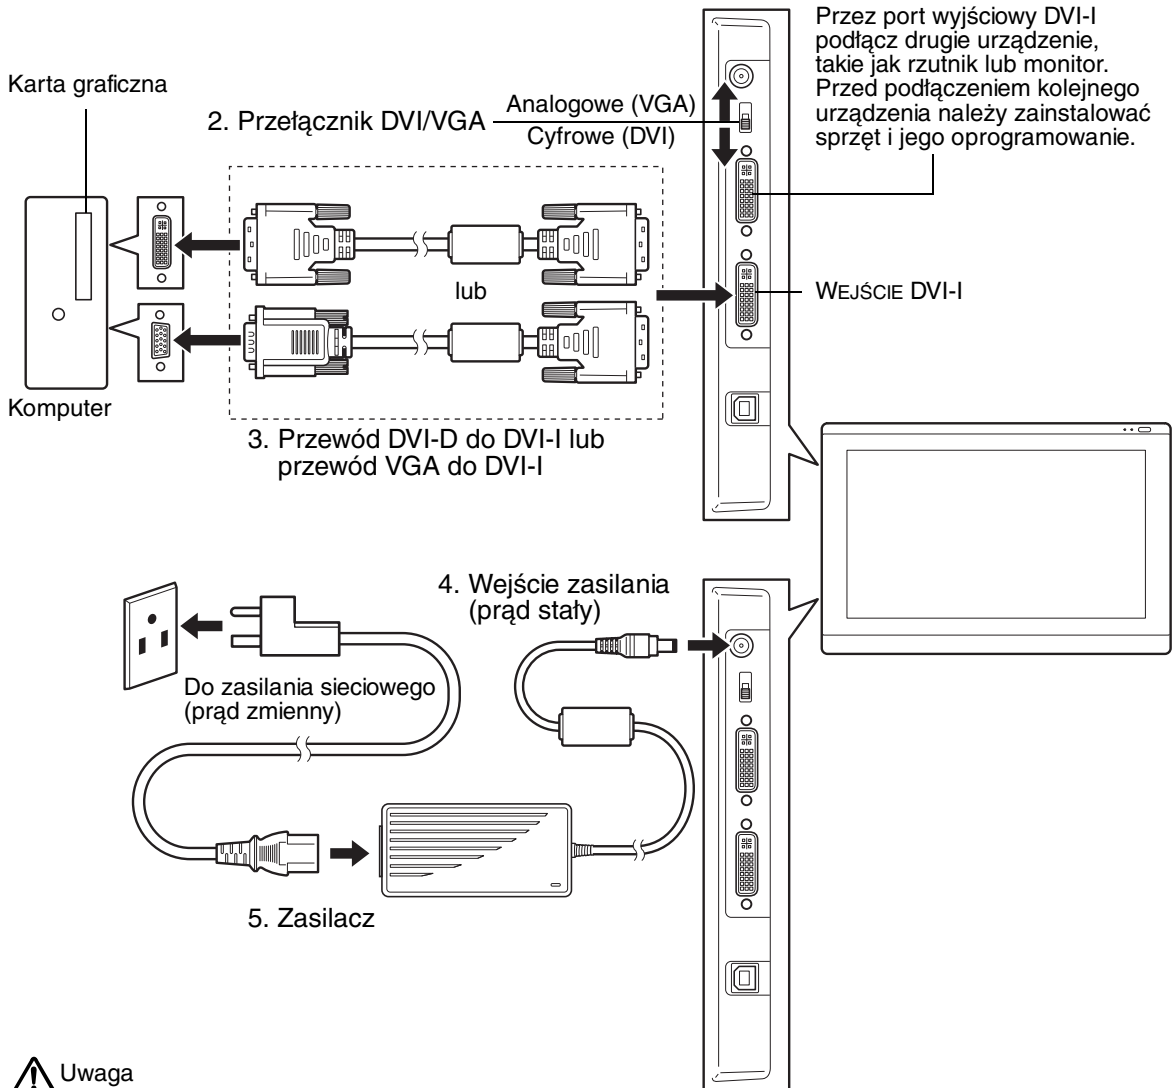 Przez port wyjściowy DVI-I
podłącz drugie urządzenie,
takie jak rzutnik lub monitor.
Przed podłączeniem kolejnego
urządzenia należy zainstalować
sprzęt i jego oprogramowanie.
Karta graficzna
2. Przełącznik DVI/VGA
Analogowe (VGA)
Cyfrowe (DVI)
lub
WEJŚCIE DVI-I
Komputer
3. Przewód DVI-D do DVI-I lub
przewód VGA do DVI-I
4. Wejście zasilania
(prąd stały)
Do zasilania sieciowego
(prąd zmienny)
5. Zasilacz
Uwaga